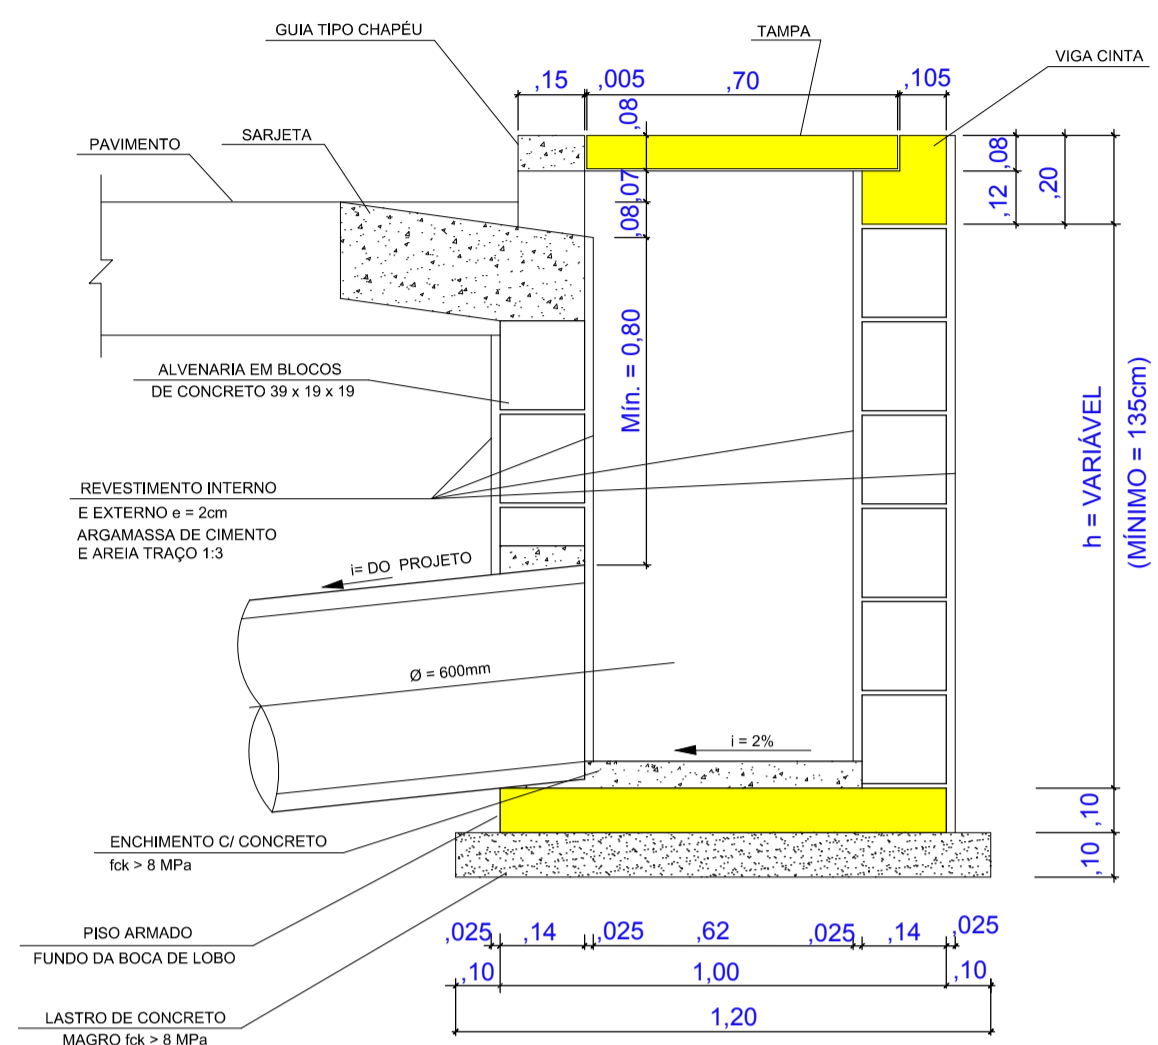 GUIA TIPO CHAPÉU
TAMPA
VIGA CINTA
SARJETA
PAVIMENTO
,15
,005
,70
,105
,08
,07
,08
,08
,12
,20
Mín. = 0,80
ALVENARIA EM BLOCOS
DE CONCRETO 39 x 19 x 19
h = VARIÁVEL
(MÍNIMO = 135cm)
REVESTIMENTO INTERNO
E EXTERNO e = 2cm
ARGAMASSA DE CIMENTO
E AREIA TRAÇO 1:3
i= DO PROJETO
Ø = 600mm
i = 2%
,10
,10
ENCHIMENTO C/ CONCRETO
fck > 8 MPa
PISO ARMADO
FUNDO DA BOCA DE LOBO
LASTRO DE CONCRETO
MAGRO fck > 8 MPa
,025
,14
,025
,62
,025
,14
,025
,10
1,00
,10
1,20